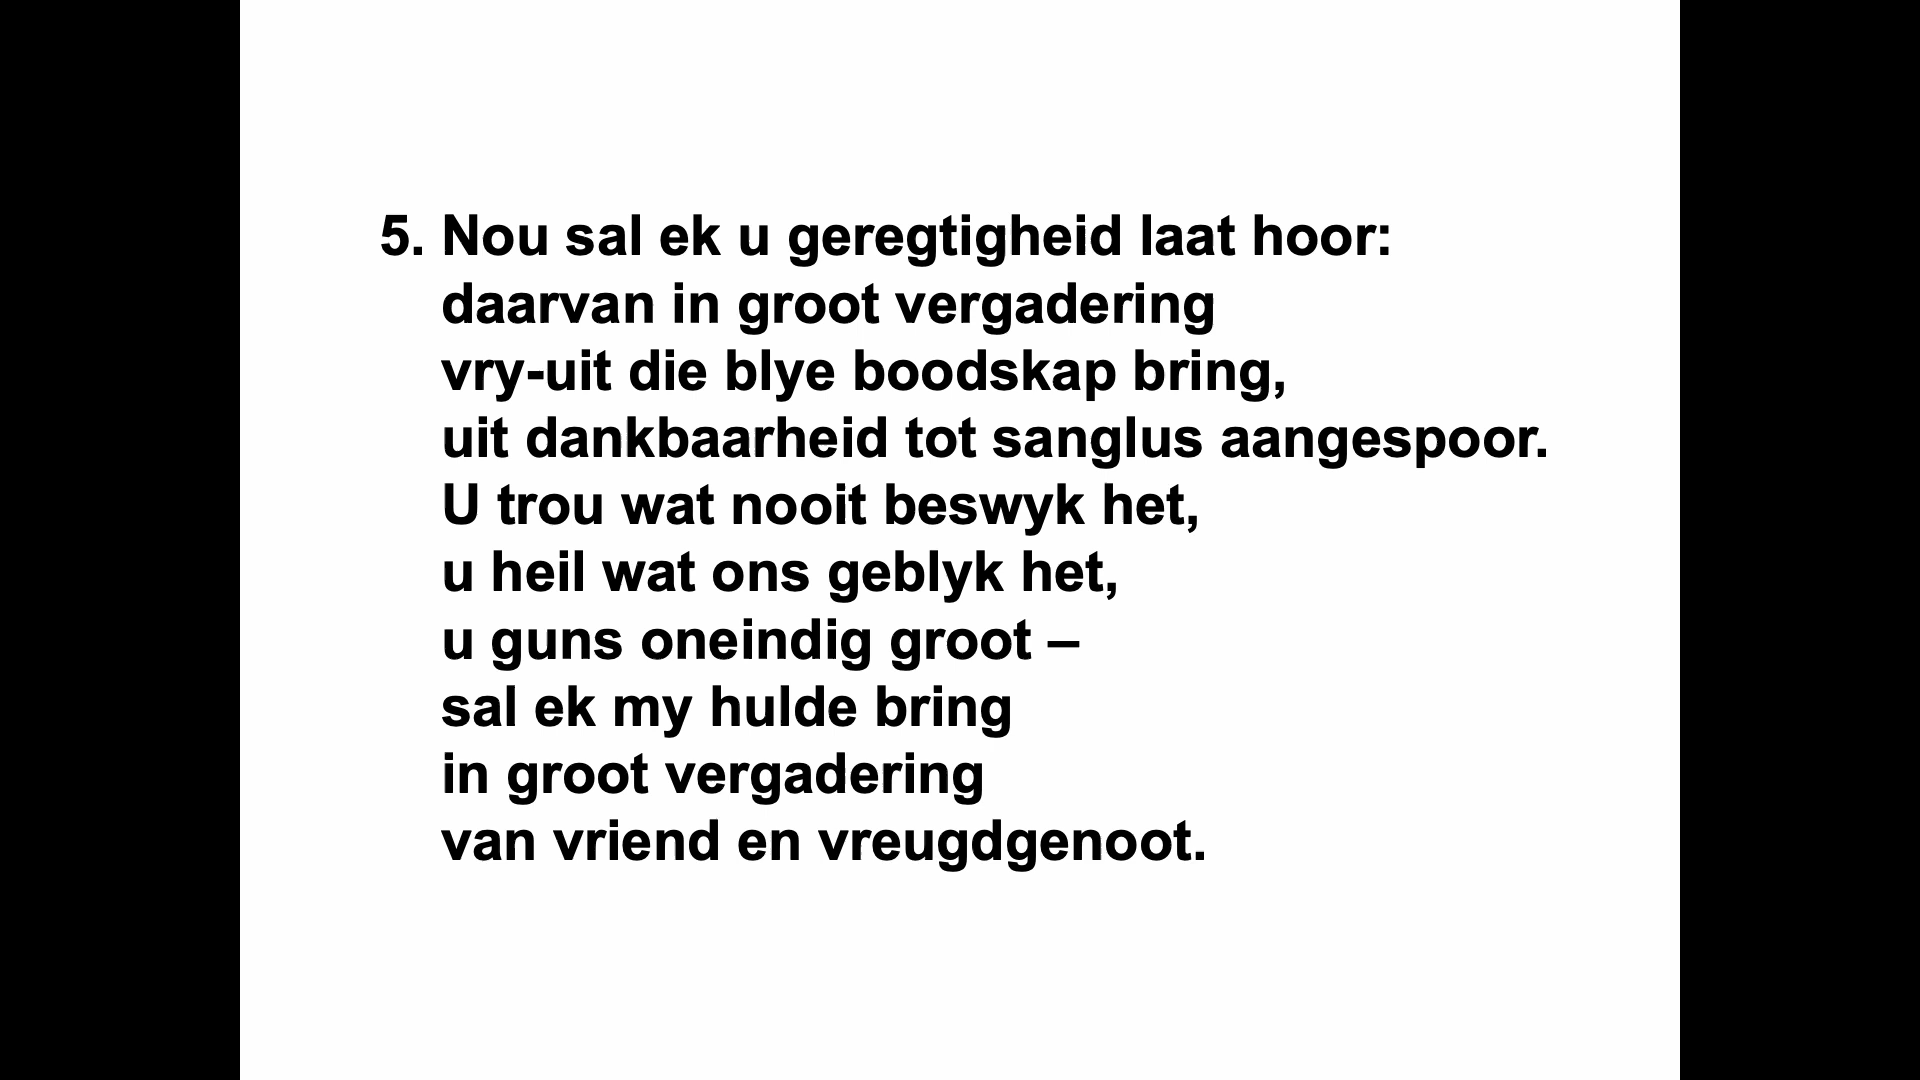 5. Nou sal ek u geregtigheid laat hoor:
daarvan in groot vergadering
vry-uit die blye boodskap bring,
uit dankbaarheid tot sanglus aangespoor.
U trou wat nooit beswyk het,
u heil wat ons geblyk het,
u guns oneindig groot –
sal ek my hulde bring
in groot vergadering
van vriend en vreugdgenoot.